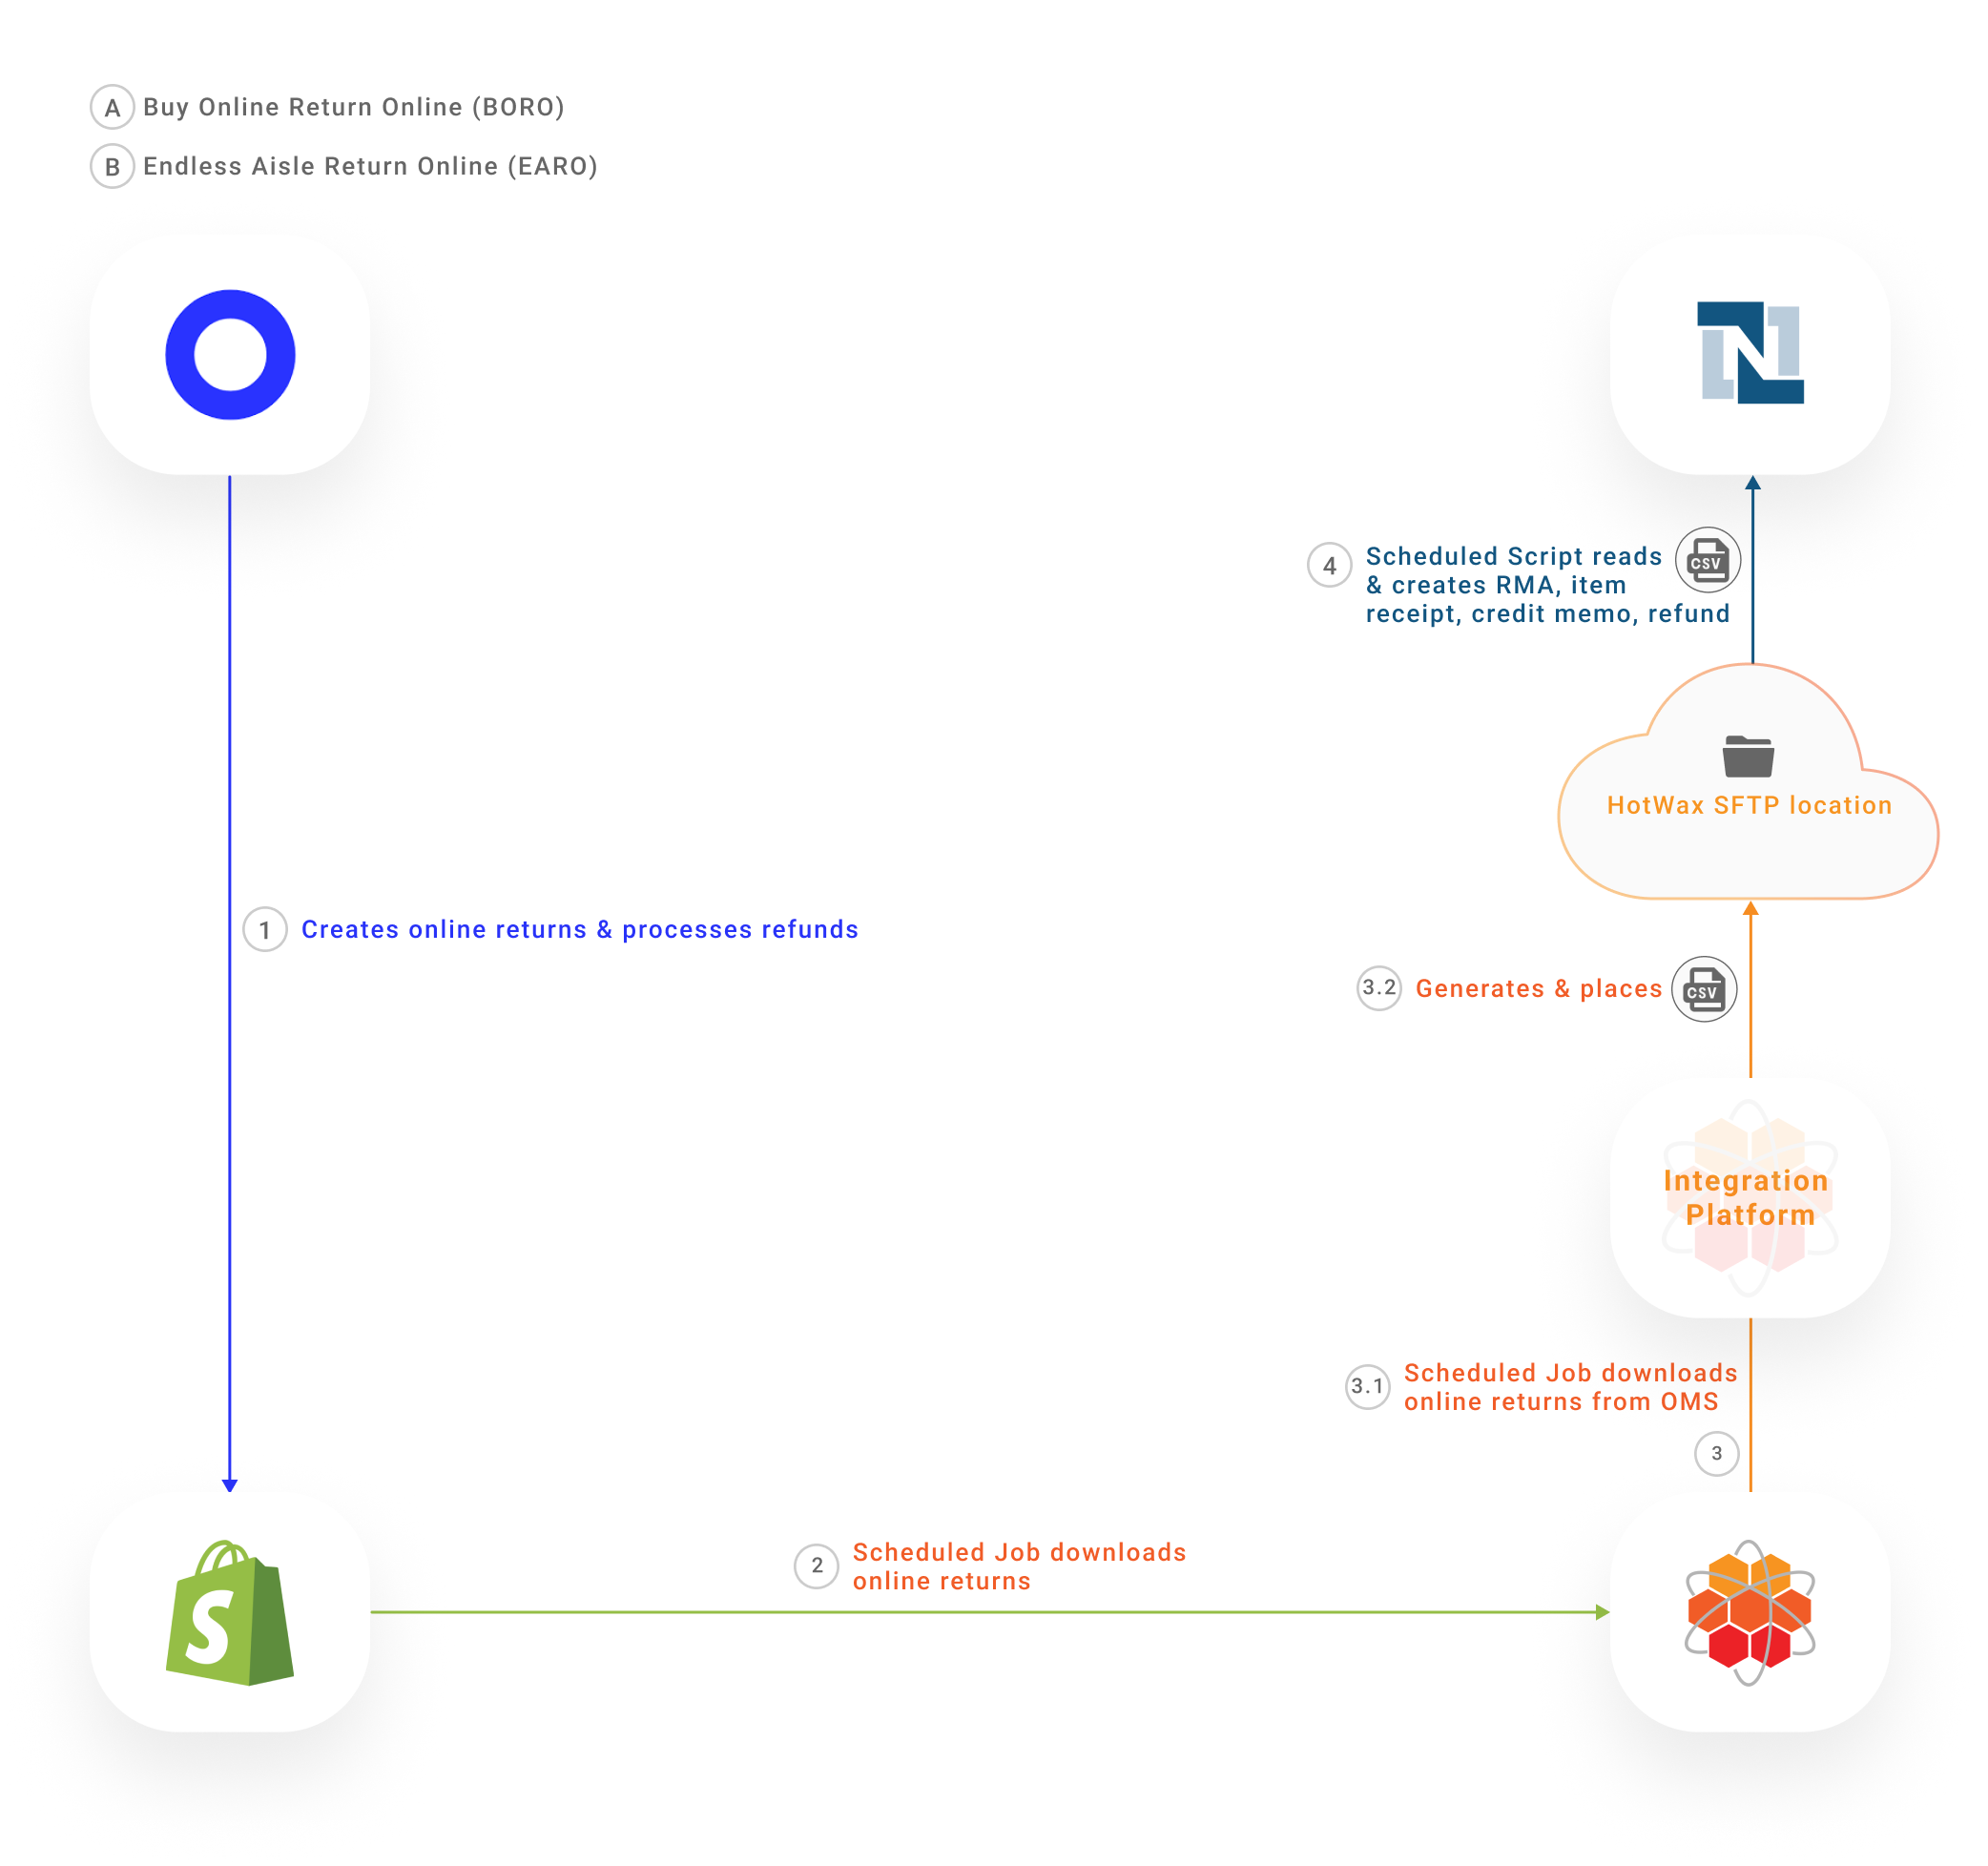 A Buy Online Return Online (BORO)
B Endless Aisle Return Online (EARO)
N
4 Scheduled Script reads
& creates RMA, item
receipt, credit memo, refund
CSV
HotWax SFTP location
1 Creates online returns & processes refunds
3.2 Generates & places
CSV
Integration
Platform
3.1 Scheduled Job downloads
online returns from OMS
3
2 Scheduled Job downloads
online returns
S